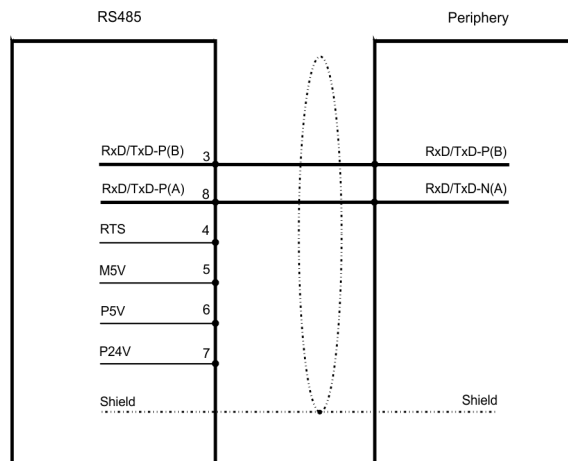 RS485 Periphery
RxD/TxD-P(B) 3 RxD/TxD-P(B)
RxD/TxD-P(A) 8 RxD/TxD-N(A)
RTS 4
M5V 5
P5V 6
P24V 7
Shield Shield